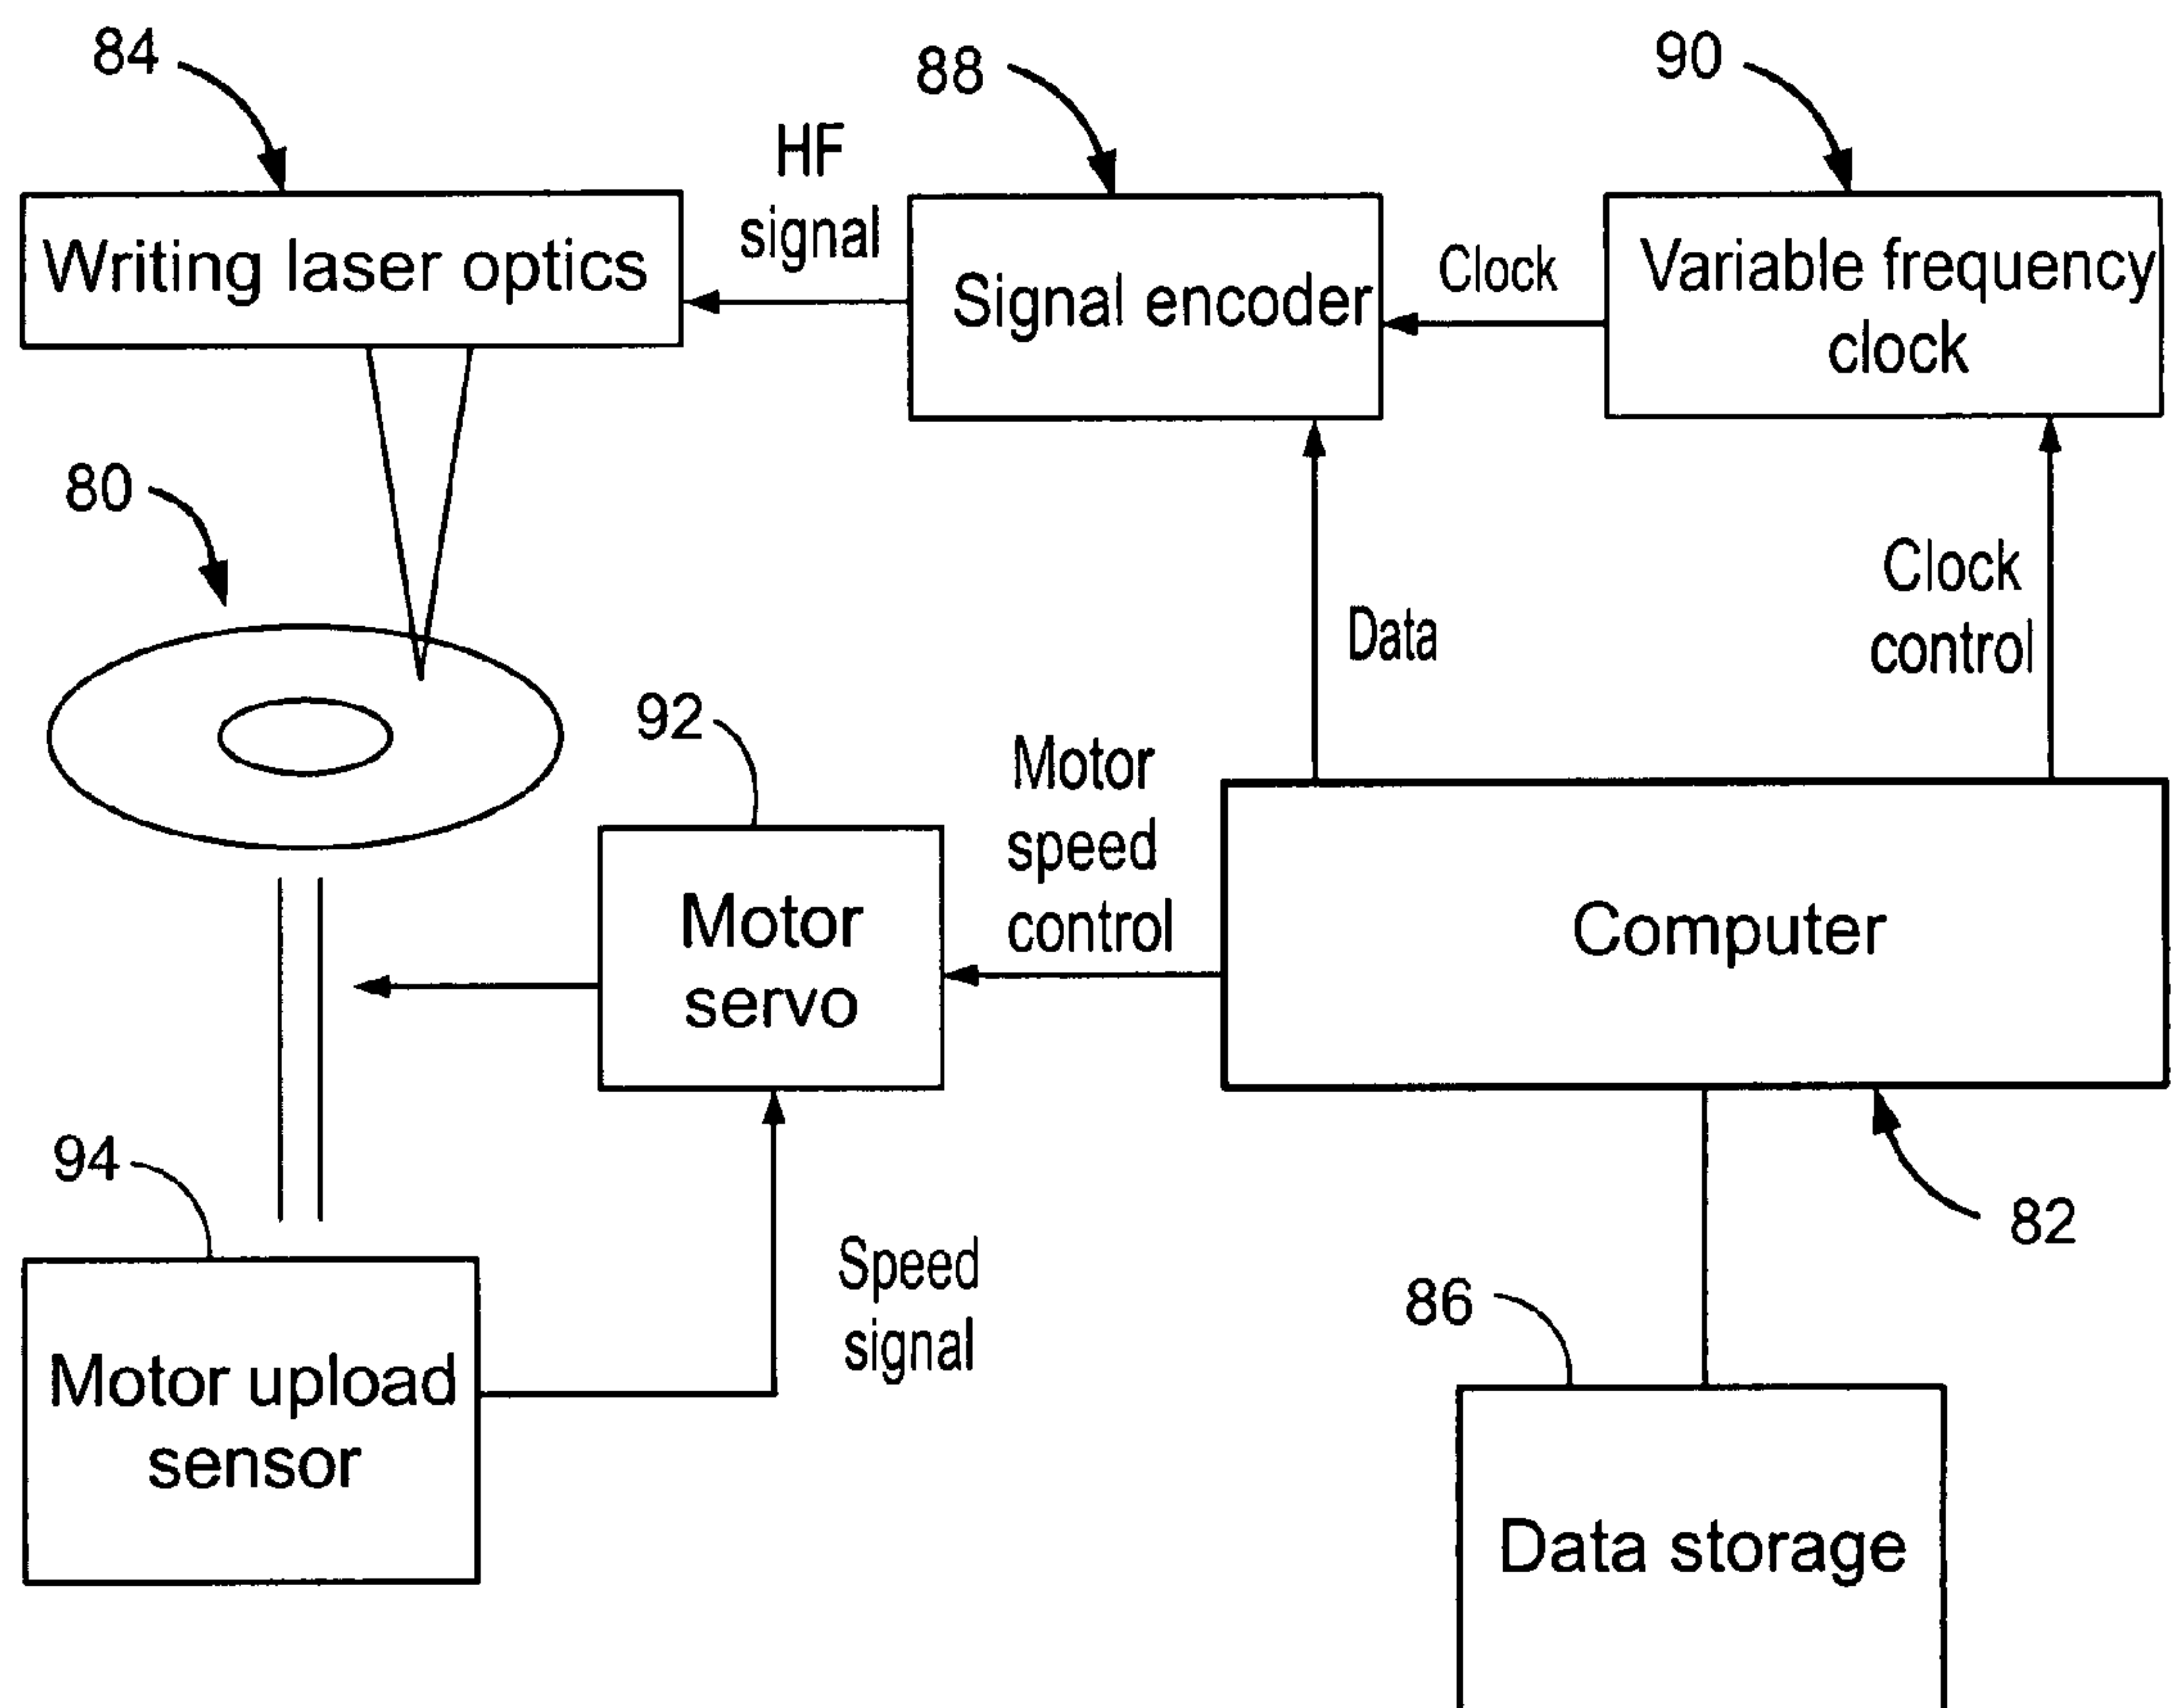 84
88
90
HF
signal
Writing laser optics
Signal encoder
Clock
Variable frequency
clock
80
Data
Clock
control
92
Motor
speed
control
Motor
servo
Computer
94
Speed
signal
82
86
Motor upload
sensor
Data storage